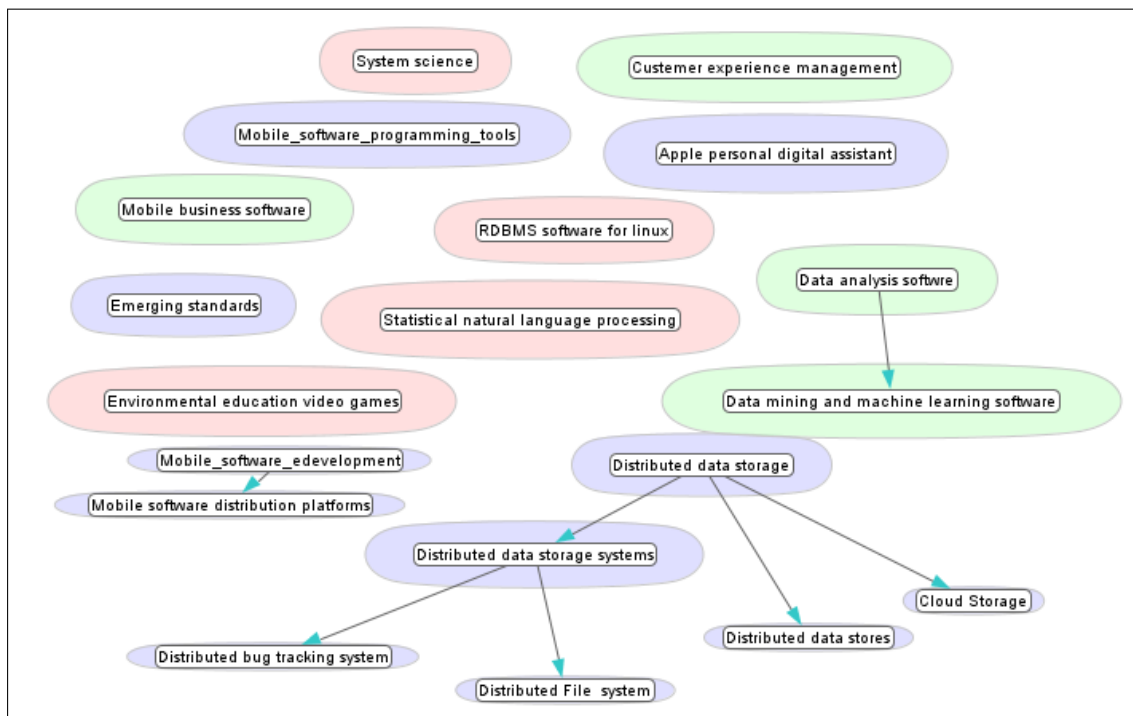 System science
Custemer experience management
Mobile_software_programming_tools
Apple personal digital assistant
Mobile business software
RDBMS software for linux
Data analysis softwre
Emerging standards
Statistical natural language processing
Environmental education video games
Data mining and machine learning software
Mobile_software_edevelopment
Distributed data storage
Mobile software distribution platforms
Distributed data storage systems
Cloud Storage
Distributed data stores
Distributed bug tracking system
Distributed File system